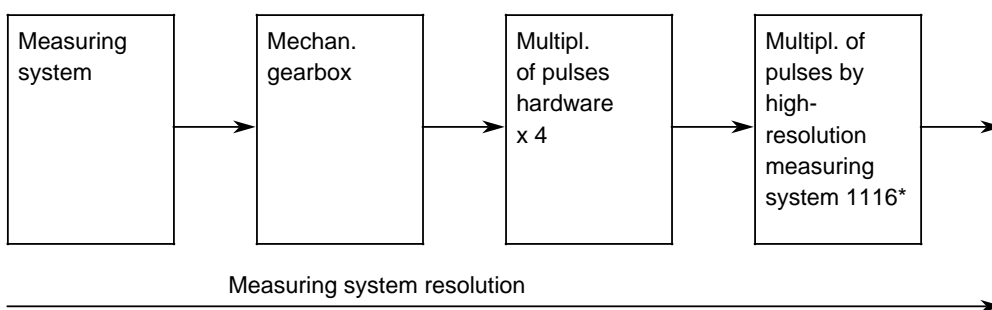 Measuring
system
Mechan.
gearbox
Multipl.
of pulses
hardware
x 4
Multipl. of
pulses by
high-
resolution
measuring
system 1116*
Measuring system resolution